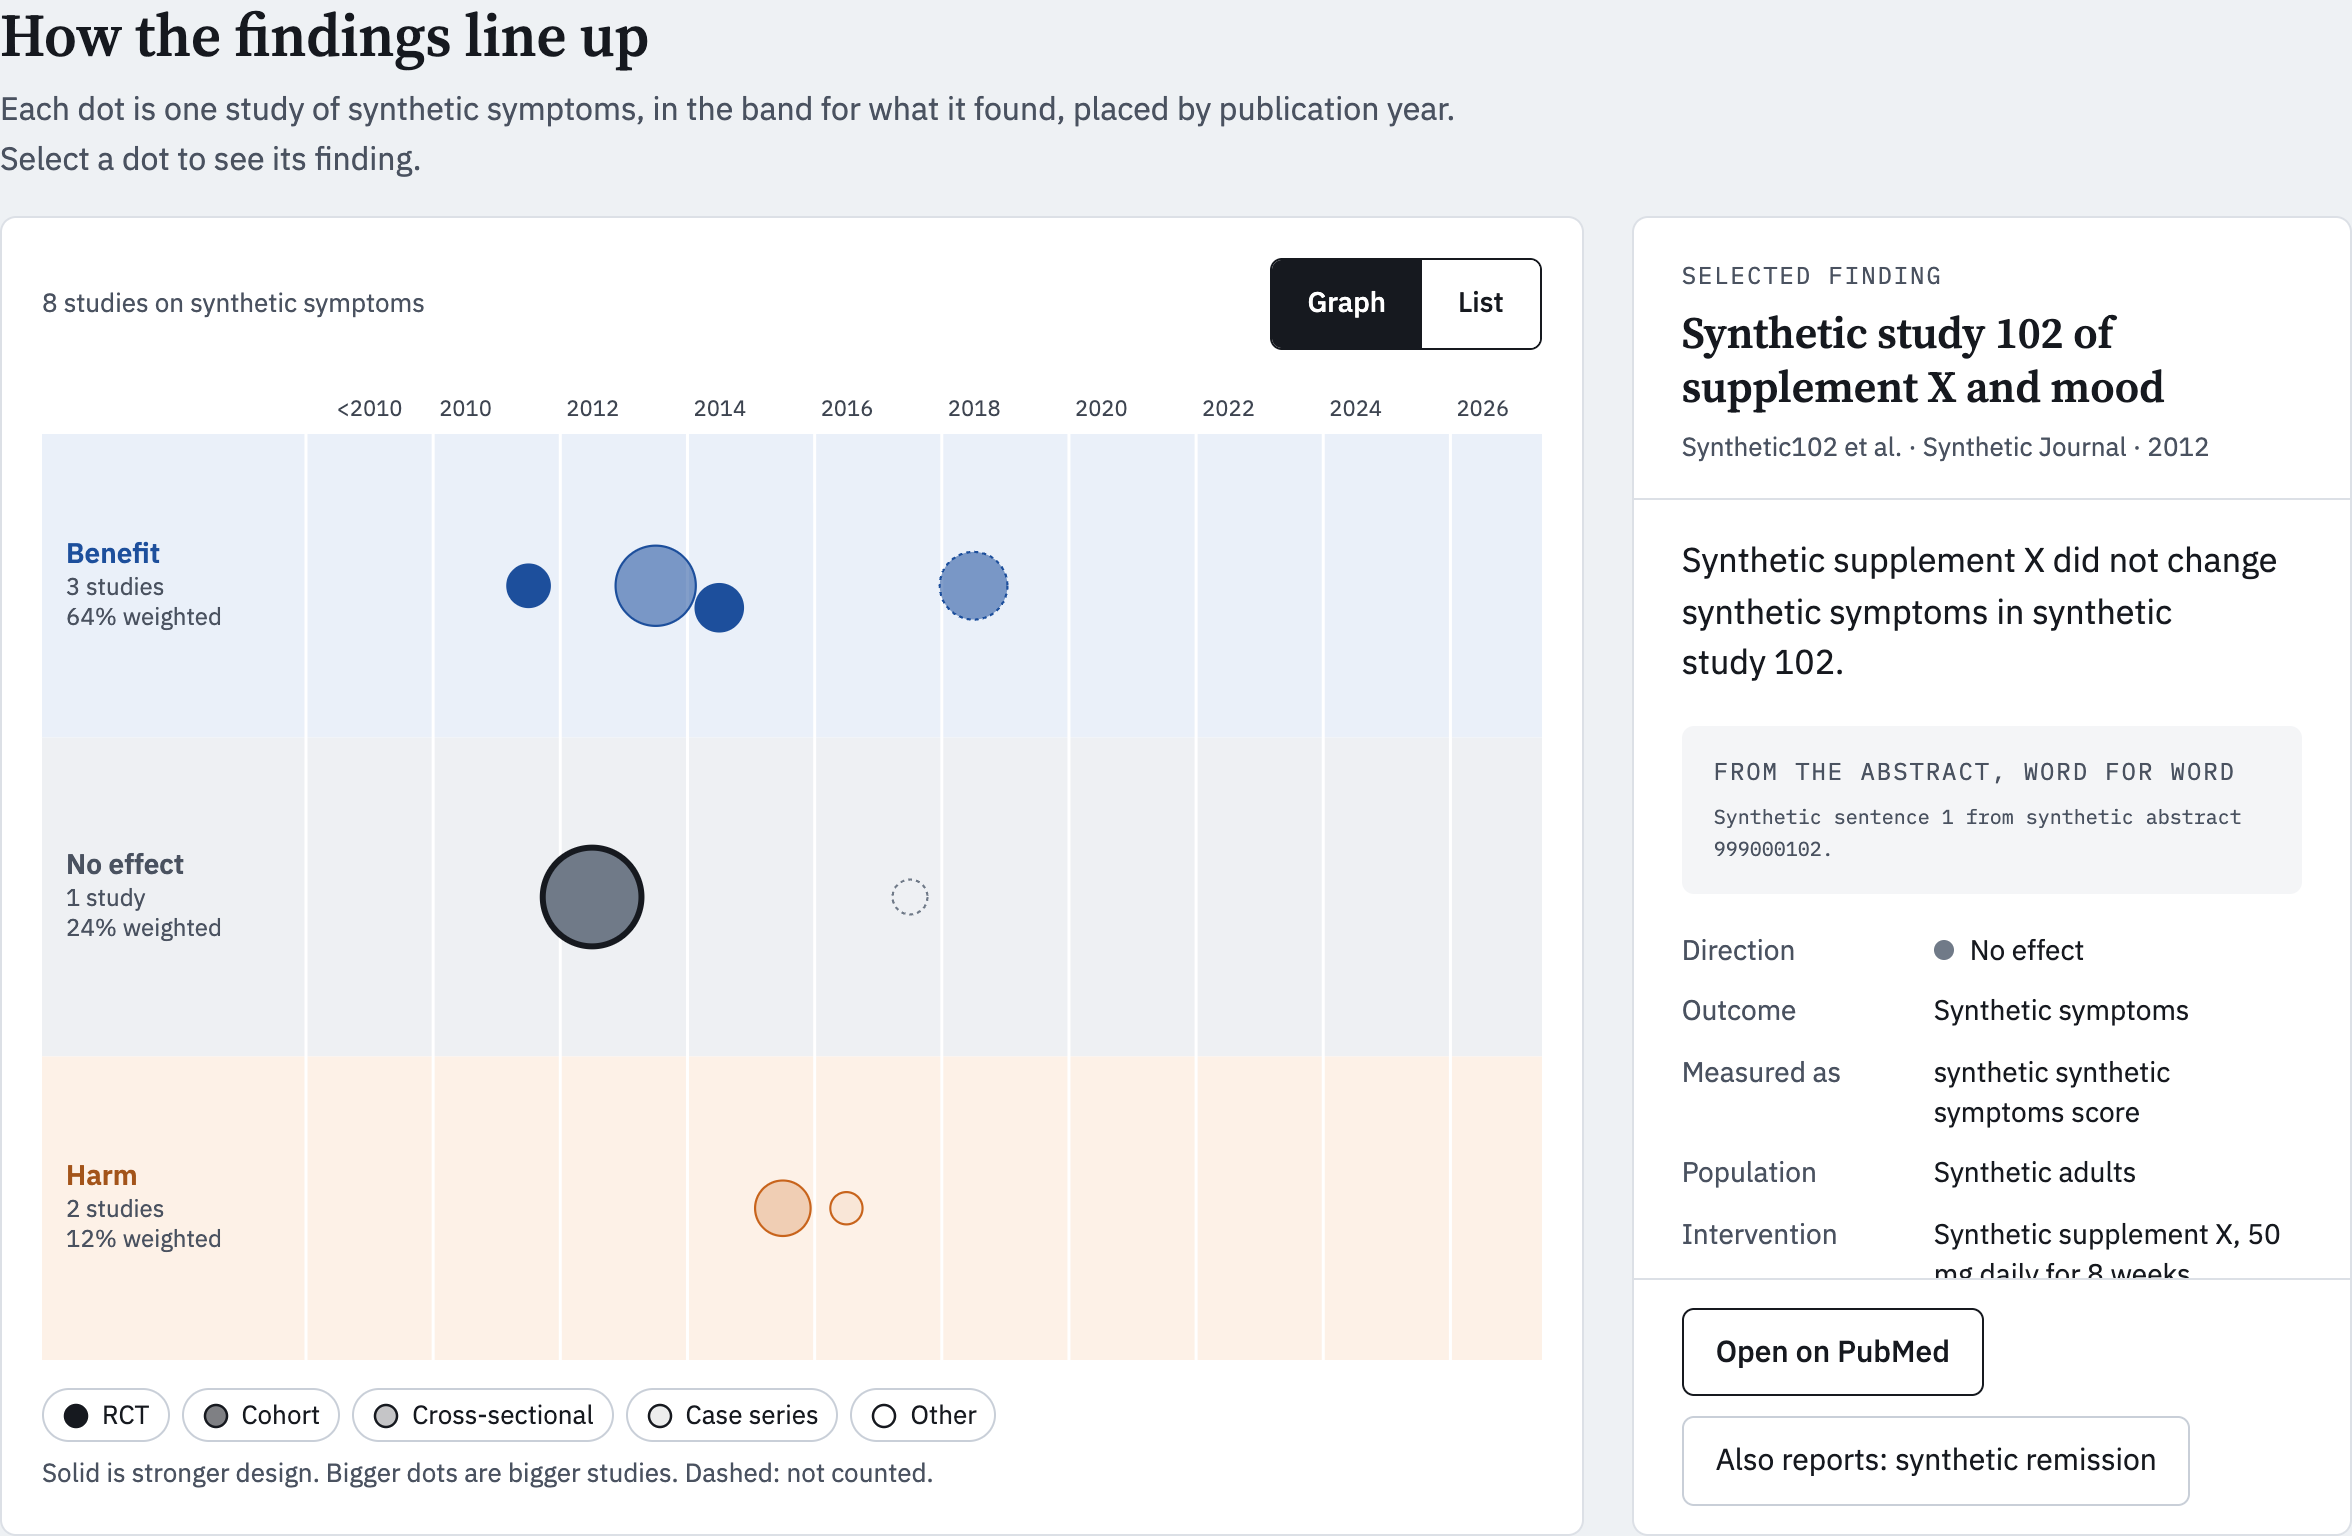 How the findings line up
Each dot is one study of synthetic symptoms, in the band for what it found, placed by publication year.
Select a dot to see its finding.
8 studies on synthetic symptoms
Graph
List
<2010 2010 2012 2014 2016 2018 2020 2022 2024 2026
Benefit
3 studies
64% weighted
No effect
1 study
24% weighted
Harm
2 studies
12% weighted
RCT
Cohort
Cross-sectional
Case series
Other
Solid is stronger design. Bigger dots are bigger studies. Dashed: not counted.
SELECTED FINDING
Synthetic study 102 of
supplement X and mood
Synthetic102 et al. · Synthetic Journal · 2012
Synthetic supplement X did not change
synthetic symptoms in synthetic
study 102.
FROM THE ABSTRACT, WORD FOR WORD
Synthetic sentence 1 from synthetic abstract
999000102.
Direction No effect
Outcome Synthetic symptoms
Measured as synthetic synthetic
symptoms score
Population Synthetic adults
Intervention Synthetic supplement X, 50
mg daily for 8 weeks
Open on PubMed
Also reports: synthetic remission